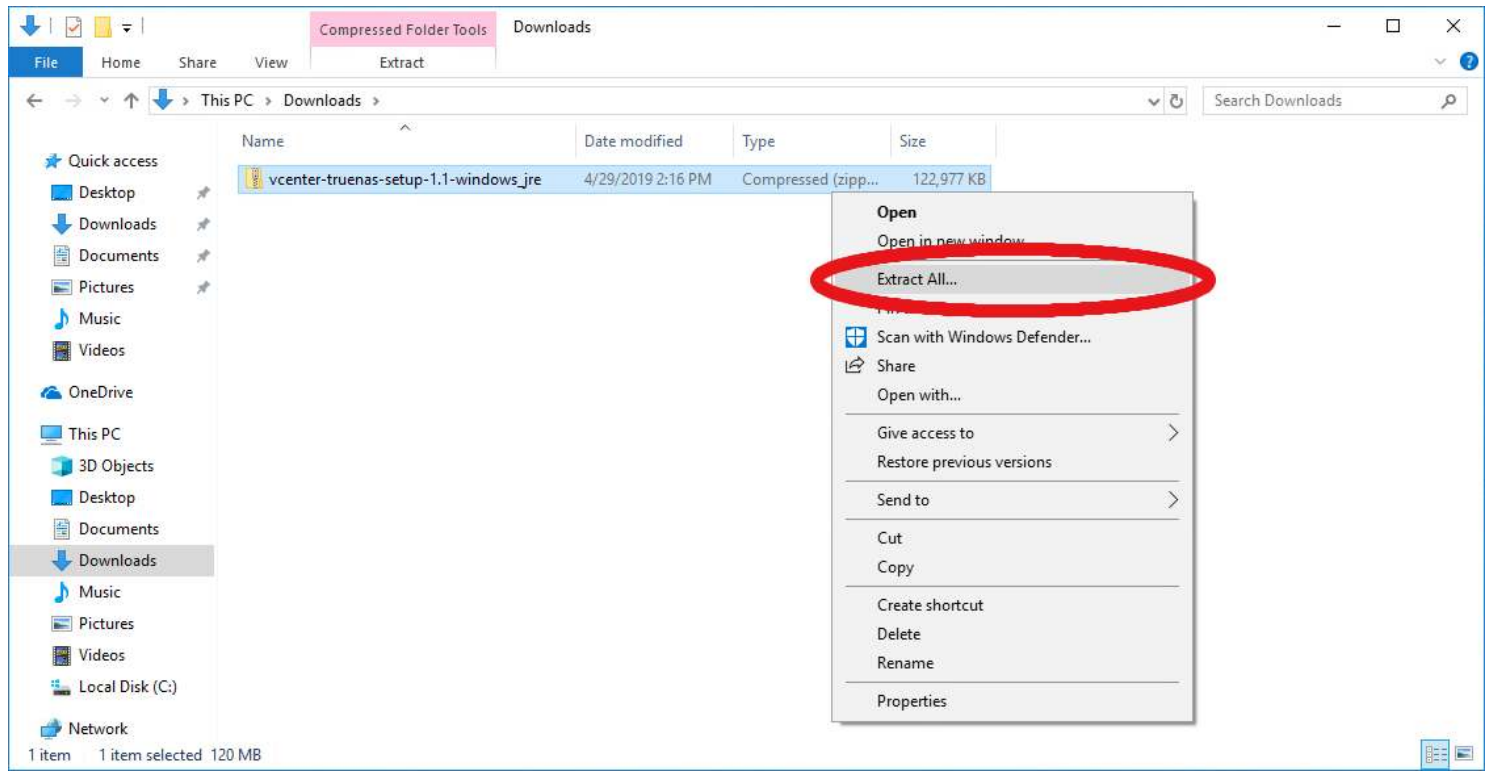 Compressed Folder Tools Downloads
File Home Share View Extract
This PC > Downloads >
Search Downloads
Name Date modified Type Size
vcenter-truenas-setup-1.1-windows_jre 4/29/2019 2:16 PM Compressed (zipp... 122,977 KB
Quick access
Desktop
Downloads
Documents
Pictures
Music
Videos
OneDrive
This PC
3D Objects
Desktop
Documents
Downloads
Music
Pictures
Videos
Local Disk (C:)
Network
Open
Open in new window
Extract All...
Scan with Windows Defender...
Share
Open with...
Give access to
Restore previous versions
Send to
Cut
Copy
Create shortcut
Delete
Rename
Properties
1 item 1 item selected 120 MB